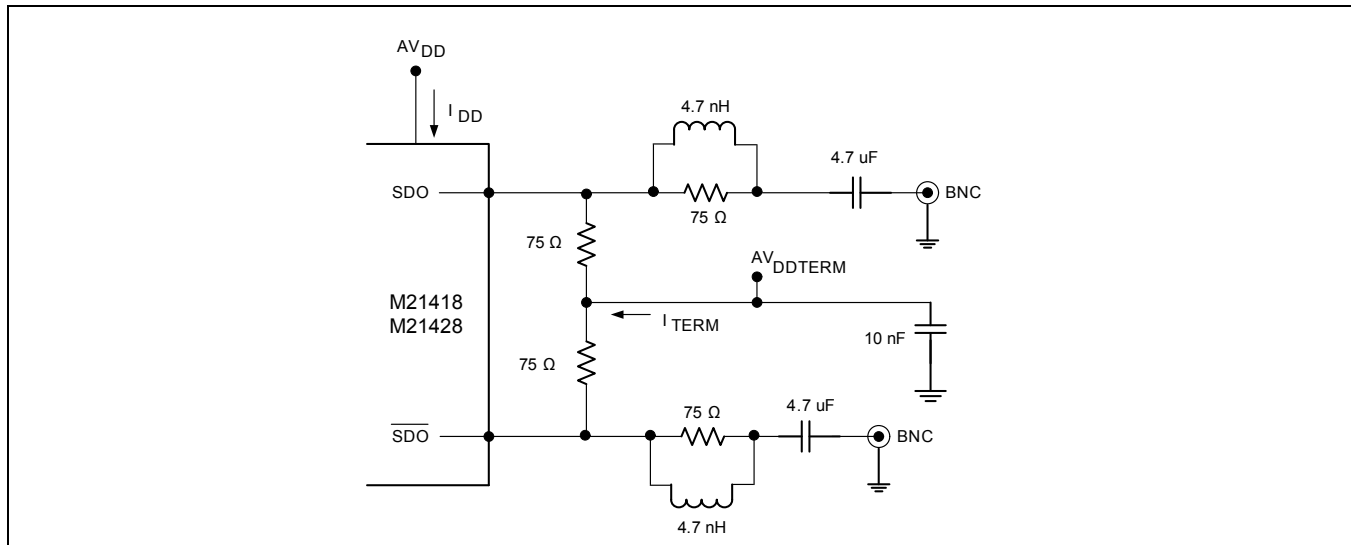 AVDD
IDD
4.7 nH
4.7 uF
SDO
BNC
75 Ω
75 Ω
AVDDTERM
M21418
M21428
ITERM
10 nF
75 Ω
75 Ω
4.7 uF
SDO
BNC
4.7 nH